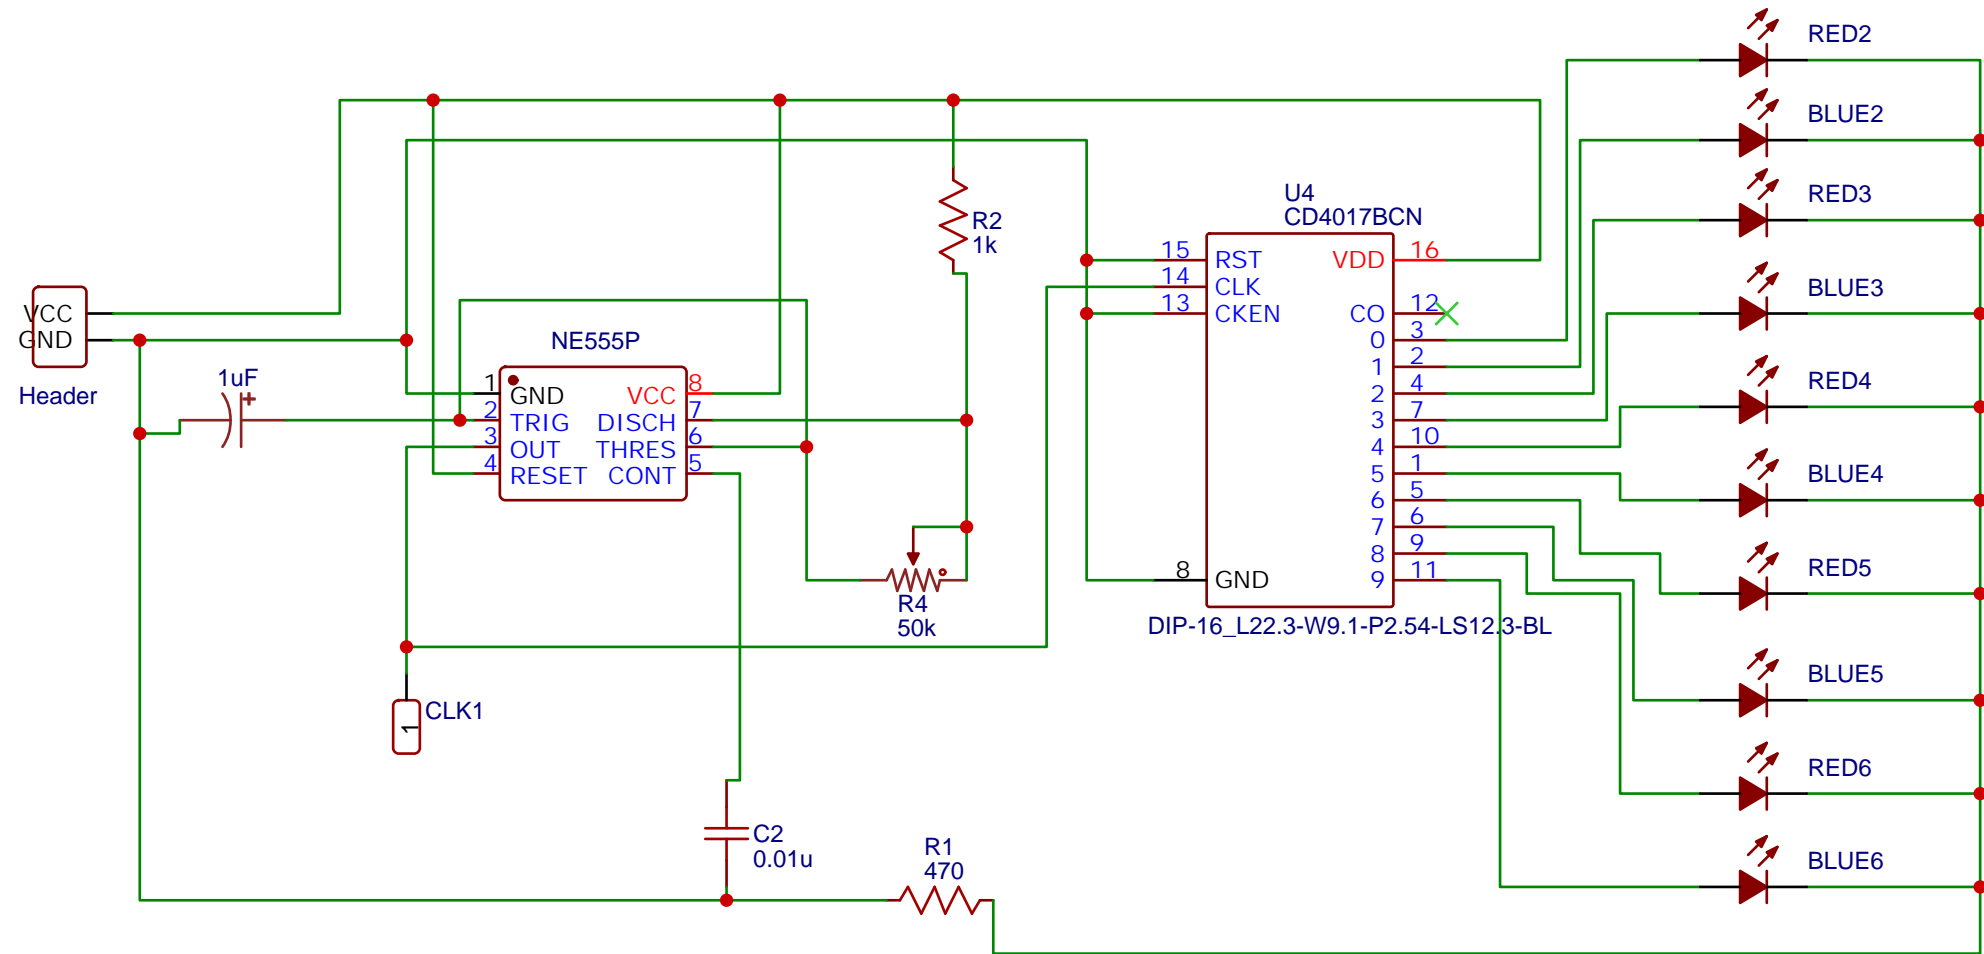 RED2
BLUE2
RED3
BLUE3
RED4
BLUE4
RED5
BLUE5
RED6
BLUE6
VCC
GND
Header
1uF
+
NE555P
1 GND
2 TRIG
3 OUT
4 RESET
VCC 8
DISCH 7
THRES 6
CONT 5
R2
1k
R4
50k
CLK1
1
C2
0.01u
R1
470
U4
CD4017BCN
15 RST
14 CLK
13 CKEN
8 GND
VDD 16
CO 12
0 3
1 2
2 4
3 7
4 10
5 1
6 5
7 6
8 9
9 11
DIP-16_L22.3-W9.1-P2.54-LS12.3-BL